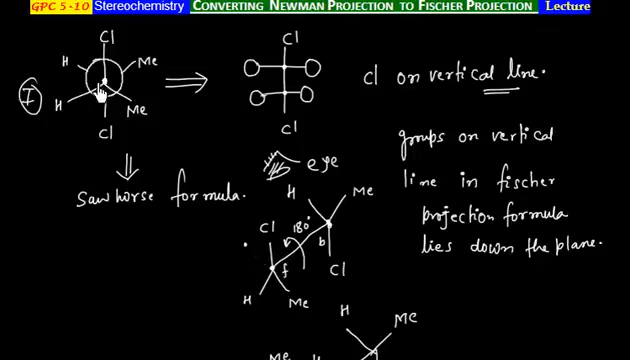 GPC 5-10 Stereochemistry CONVERTING NEWMAN PROJECTION TO FISCHER PROJECTION Lecture
Cl
H
Me
I
H
Me
Cl
Cl
Cl
Cl on vertical line.
groups on vertical
line in fischer
projection formula
lies down the plane.
Sawhorse formula.
eye
H
Me
Cl
180°
b
f
Cl
H
Me
H
Me
Me
H